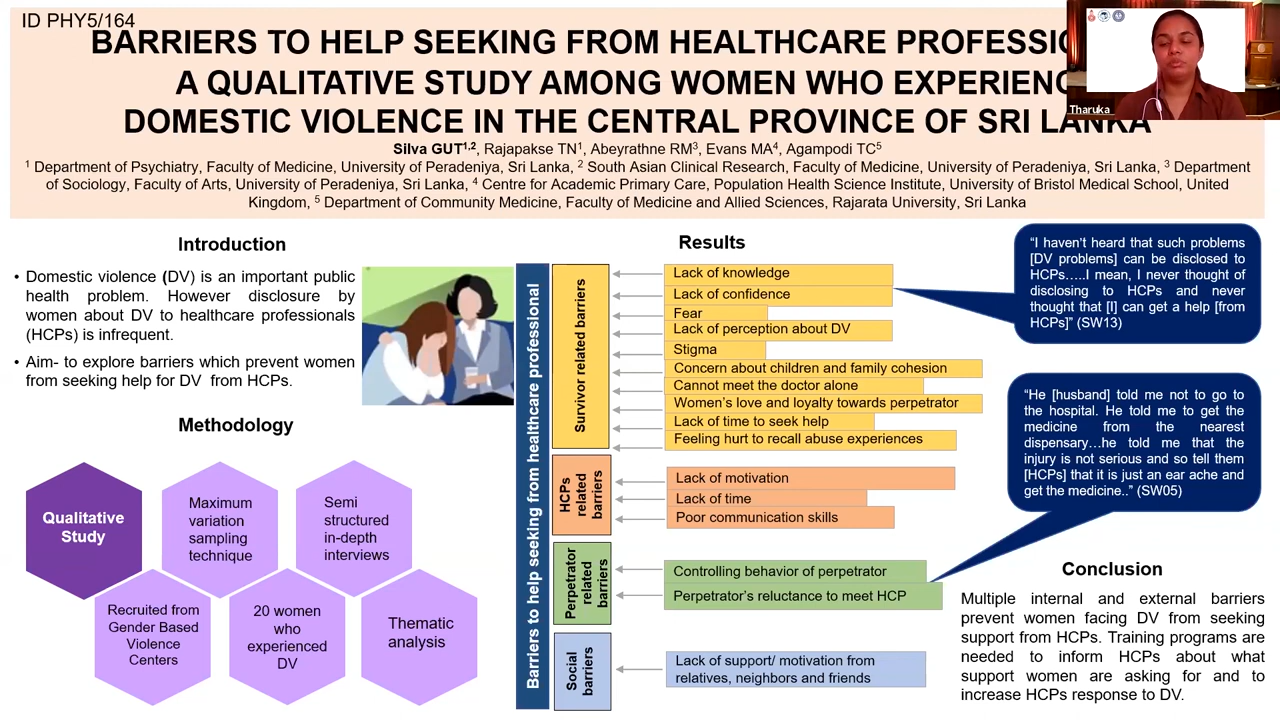 ID PHY5/164
BARRIERS TO HELP SEEKING FROM HEALTHCARE
A QUALITATIVE STUDY AMONG WOMEN WHO
DOMESTIC VIOLENCE IN THE CENTRAL PROVINCE OF SRI LANKA
Silva GUT1,2, Rajapakse TN1, Abeyrathne RM3, Evans MA4, Agampodi TC5
1 Department of Psychiatry, Faculty of Medicine, University of Peradeniya, Sri Lanka, 2 South Asian Clinical Research, Faculty of Medicine, University of Peradeniya, Sri Lanka, 3 Department
of Sociology, Faculty of Arts, University of Peradeniya, Sri Lanka, 4 Centre for Academic Primary Care, Population Health Science Institute, University of Bristol Medical School, United
Kingdom, 5 Department of Community Medicine, Faculty of Medicine and Allied Sciences, Rajarata University, Sri Lanka
Tharuka
Introduction
• Domestic violence (DV) is an important public
health problem. However disclosure by
women about DV to healthcare professionals
(HCPs) is infrequent.
• Aim- to explore barriers which prevent women
from seeking help for DV from HCPs.
Methodology
Qualitative
Study
Maximum
variation
sampling
technique
Semi
structured
in-depth
interviews
Recruited from
Gender Based
Violence
Centers
20 women
who
experienced
DV
Thematic
analysis
Results
Barriers to help seeking from healthcare professional
Survivor related barriers
Lack of knowledge
Lack of confidence
Fear
Lack of perception about DV
Stigma
Concern about children and family cohesion
Cannot meet the doctor alone
Women's love and loyalty towards perpetrator
Lack of time to seek help
Feeling hurt to recall abuse experiences
HCPs
related
barriers
Lack of motivation
Lack of time
Poor communication skills
Perpetrator
related
barriers
Controlling behavior of perpetrator
Perpetrator's reluctance to meet HCP
Social
barriers
Lack of support/ motivation from
relatives, neighbors and friends
“I haven't heard that such problems
[DV problems] can be disclosed to
HCPs…..I mean, I never thought of
disclosing to HCPs and never
thought that [I] can get a help [from
HCPs]” (SW13)
“He [husband] told me not to go to
the hospital. He told me to get the
medicine from the nearest
dispensary…he told me that the
injury is not serious and so tell them
[HCPs] that it is just an ear ache and
get the medicine..” (SW05)
Conclusion
Multiple internal and external barriers
prevent women facing DV from seeking
support from HCPs. Training programs are
needed to inform HCPs about what
support women are asking for and to
increase HCPs response to DV.